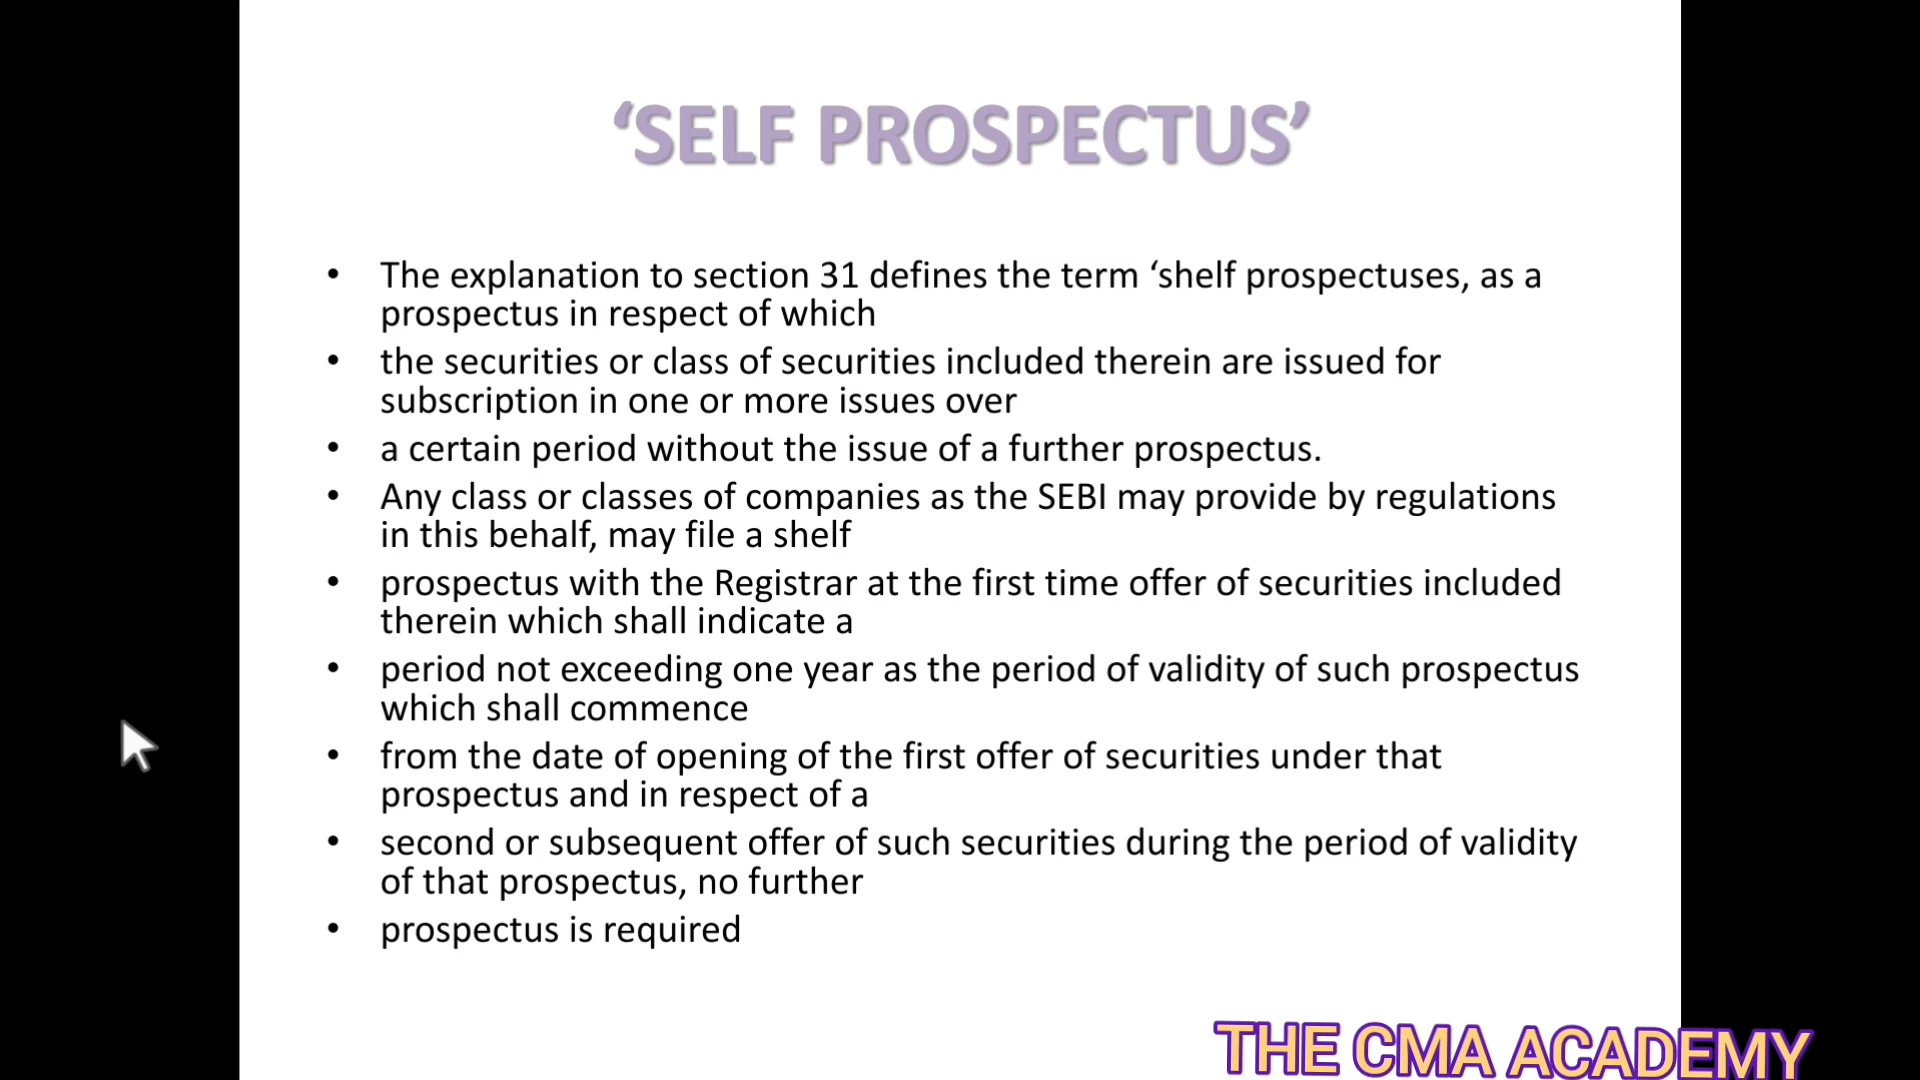 ‘SELF PROSPECTUS’
• The explanation to section 31 defines the term ‘shelf prospectuses, as a
prospectus in respect of which
• the securities or class of securities included therein are issued for
subscription in one or more issues over
• a certain period without the issue of a further prospectus.
• Any class or classes of companies as the SEBI may provide by regulations
in this behalf, may file a shelf
• prospectus with the Registrar at the first time offer of securities included
therein which shall indicate a
• period not exceeding one year as the period of validity of such prospectus
which shall commence
• from the date of opening of the first offer of securities under that
prospectus and in respect of a
• second or subsequent offer of such securities during the period of validity
of that prospectus, no further
• prospectus is required
THE CMA ACADEMY